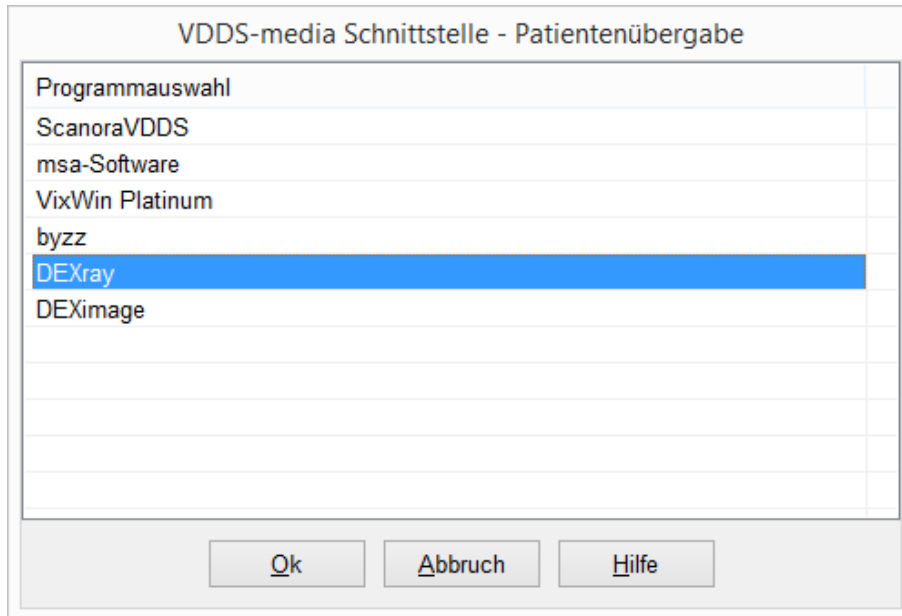 VDDS-media Schnittstelle - Patientenübergabe
Programmauswahl
ScanoraVDDS
msa-Software
VixWin Platinum
byzz
DEXray
DEXimage
Ok Abbruch Hilfe